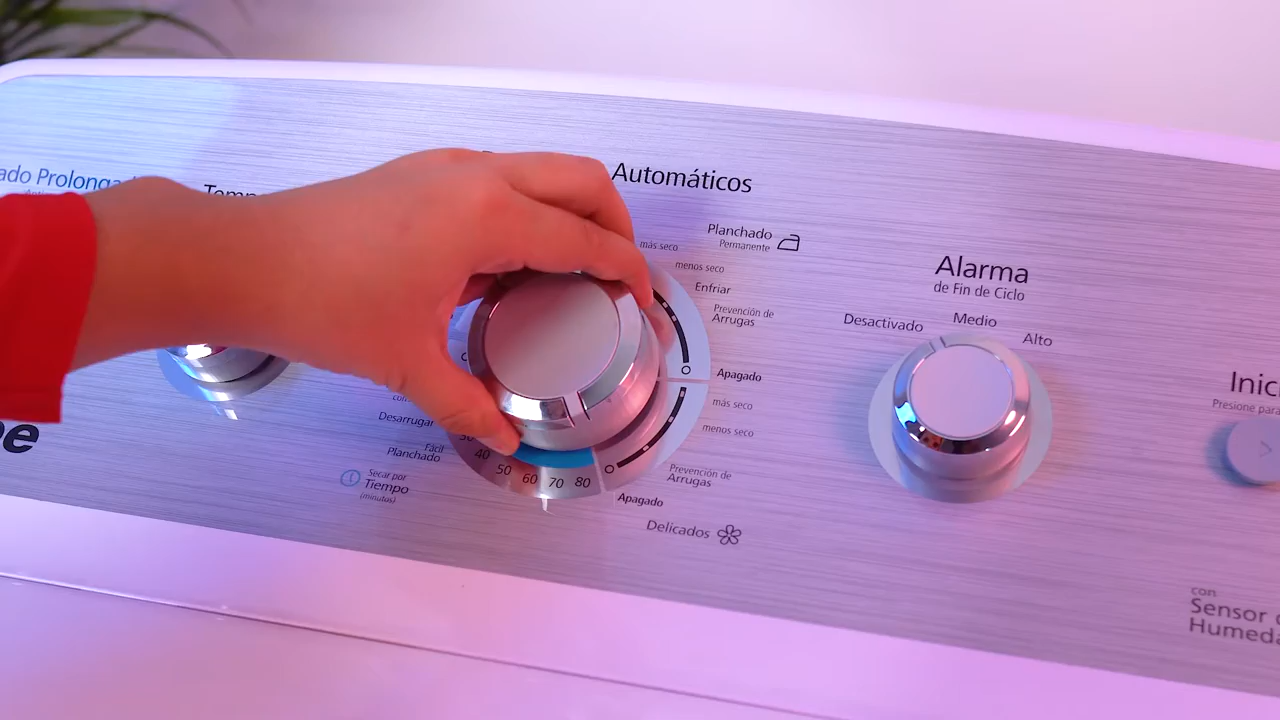 Automáticos
Planchado
Permanente
más seco
menos seco
Enfriar
Prevención de
Arrugas
Apagado
más seco
menos seco
Prevención de
Arrugas
Apagado
Delicados
40
50
60
70
80
Desarrugar
Fácil
Planchado
Secar por
Tiempo
(minutos)
Alarma
de Fin de Ciclo
Desactivado
Medio
Alto
con
Sensor